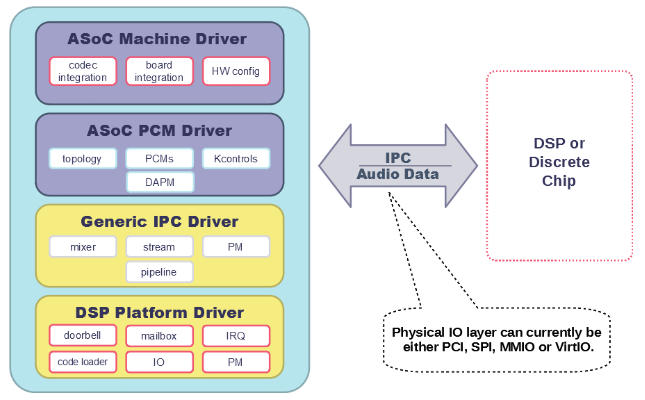 ASoC Machine Driver
codec
integration
board
integration
HW config
ASoC PCM Driver
topology
PCMs
Kcontrols
DAPM
Generic IPC Driver
mixer
stream
PM
pipeline
DSP Platform Driver
doorbell
mailbox
IRQ
code loader
IO
PM
IPC
Audio Data
DSP or
Discrete
Chip
Physical IO layer can currently be
either PCI, SPI, MMIO or VirtIO.